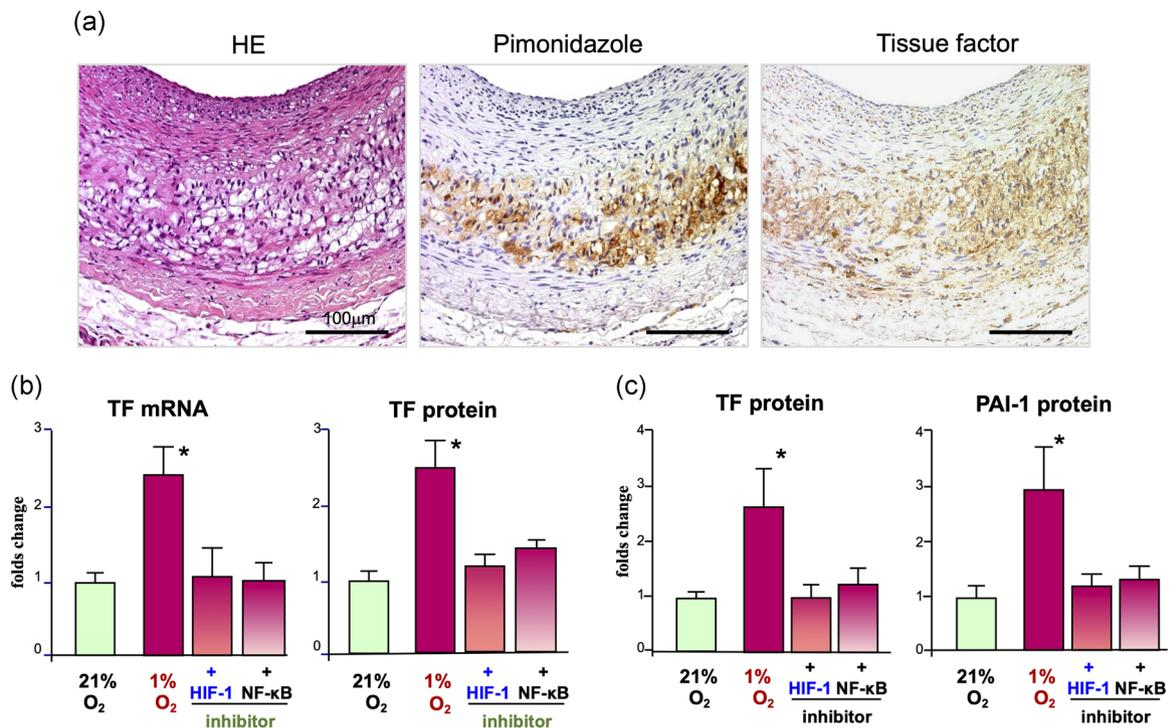 (a)
HE
Pimonidazole
Tissue factor
100μm
(b)
TF mRNA
folds change
3
2
1
0
21% O₂
1% O₂
+ HIF-1
+ NF-κB
inhibitor
TF protein
3
2
1
0
21% O₂
1% O₂
+ HIF-1
+ NF-κB
inhibitor
*
*
(c)
TF protein
folds change
4
3
2
1
0
21% O₂
1% O₂
+ HIF-1
+ NF-κB
inhibitor
PAI-1 protein
4
3
2
1
0
21% O₂
1% O₂
+ HIF-1
+ NF-κB
inhibitor
*
*